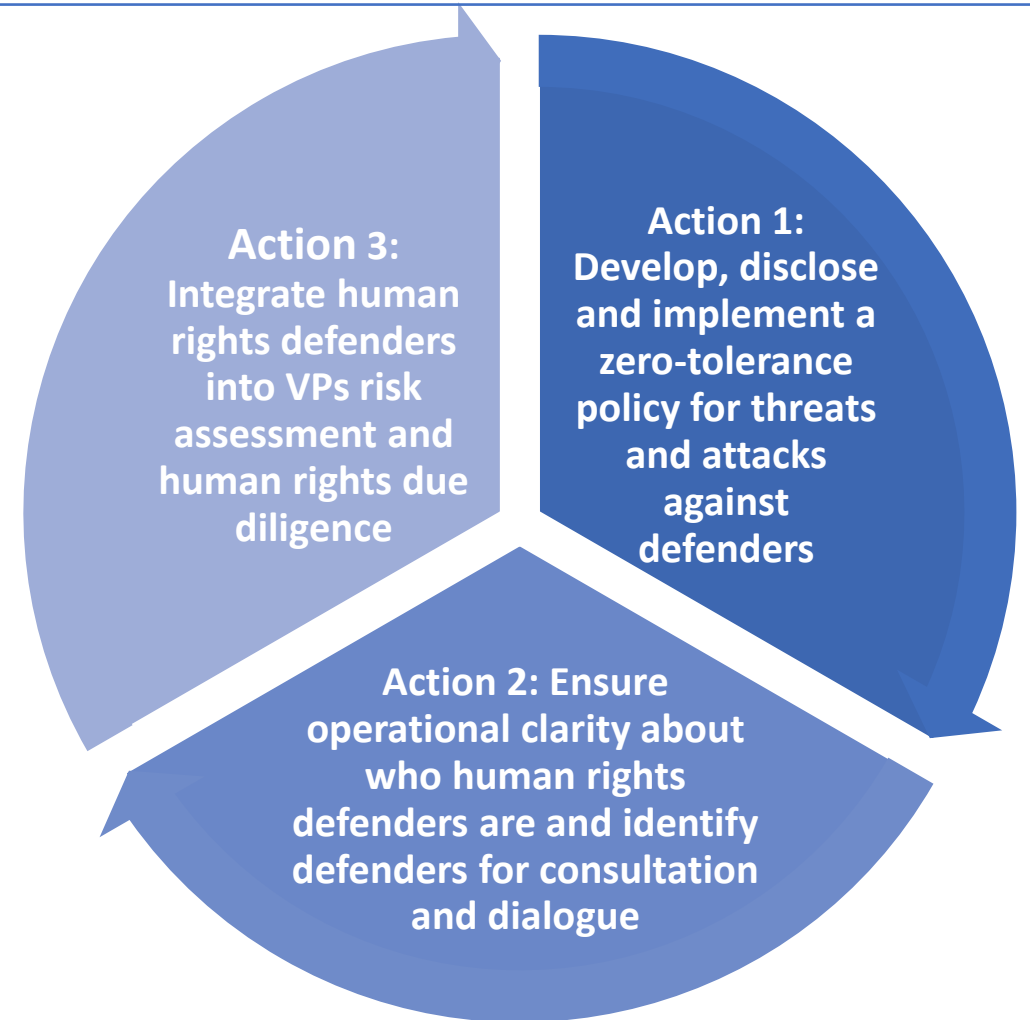 Action 1:
Develop, disclose
and implement a
zero-tolerance
policy for threats
and attacks
against
defenders
Action 2: Ensure
operational clarity about
who human rights
defenders are and identify
defenders for consultation
and dialogue
Action 3:
Integrate human
rights defenders
into VPs risk
assessment and
human rights due
diligence